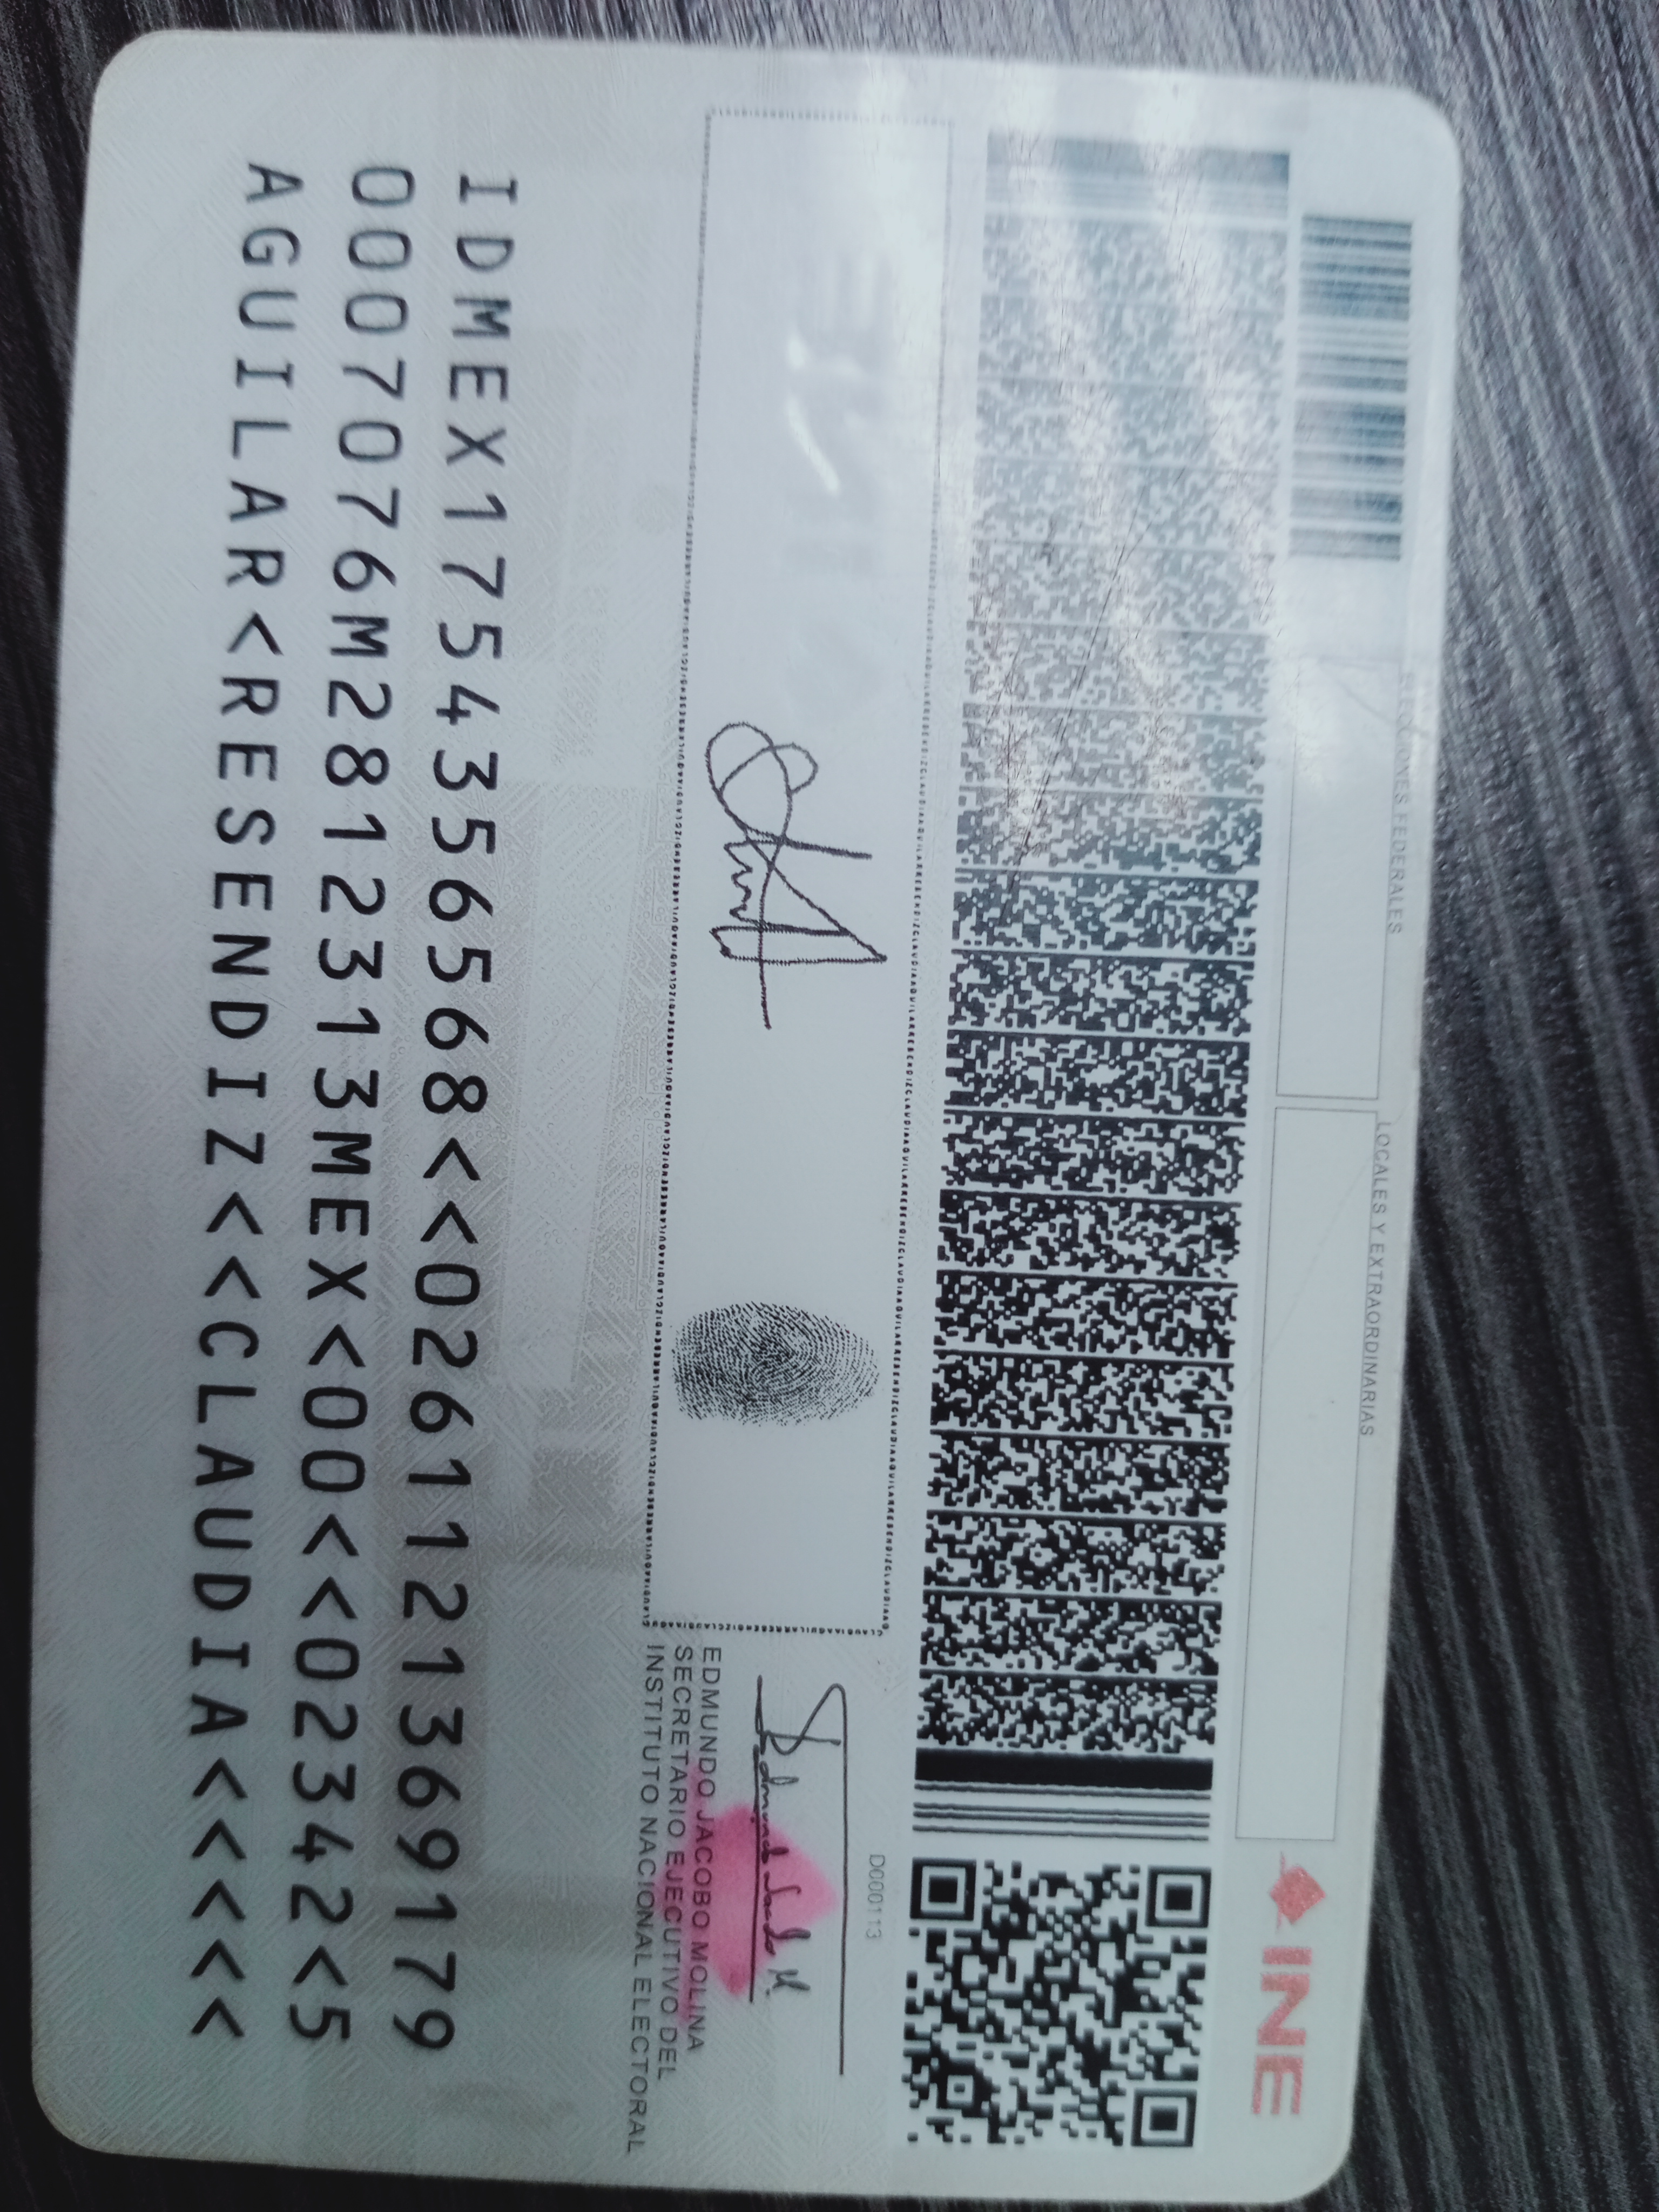 ELECCIONES FEDERALES
LOCALES Y EXTRAORDINARIAS
INE
D000113
EDMUNDO JACOBO MOLINA
SECRETARIO EJECUTIVO DEL
INSTITUTO NACIONAL ELECTORAL
IDMEX1754356568<<0261121369179
0007076M2812313MEX<00<<02342<5
AGUILAR<RESENDIZ<<CLAUDIA<<<<<